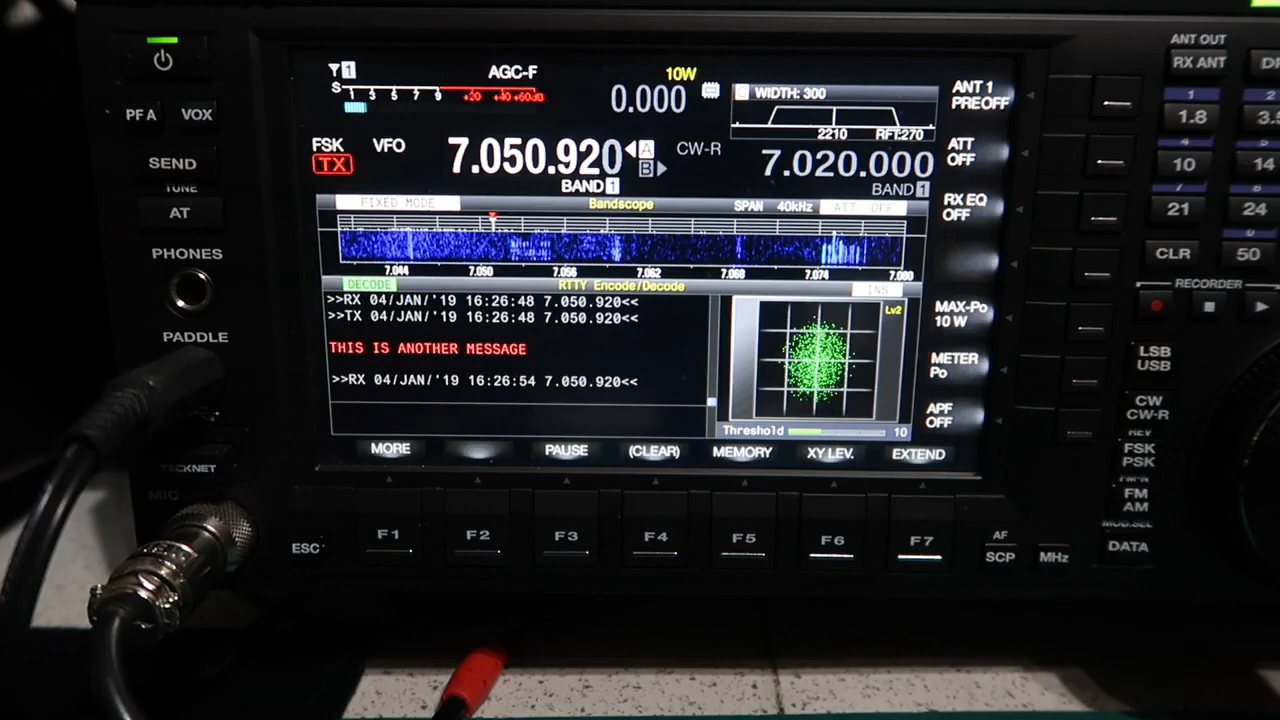 ANT OUT
RX ANT
PF A
VOX
SEND
TUNE
AT
PHONES
PADDLE
TECKNET
MIC
1
AGC-F
10W
S 1 3 5 7 9 +20 +40 +60dB
0.000
WIDTH: 300
2210 RFT:270
FSK
VFO
TX
7.050.920
A
B
CW-R
7.020.000
BAND 1
BAND 1
ANT 1
PREOFF
ATT
OFF
RX EQ
OFF
MAX-Po
10 W
METER
Po
APF
OFF
FIXED MODE
Bandscope
SPAN 40kHz
ATT OFF
7.044 7.050 7.056 7.062 7.068 7.074 7.080
DECODE
RTTY Encode/Decode
INS
>>RX 04/JAN/'19 16:26:48 7.050.920<<
>>TX 04/JAN/'19 16:26:48 7.050.920<<
THIS IS ANOTHER MESSAGE
>>RX 04/JAN/'19 16:26:54 7.050.920<<
Lv2
Threshold 10
MORE
PAUSE
(CLEAR)
MEMORY
XY LEV.
EXTEND
ESC
F1
F2
F3
F4
F5
F6
F7
AF
SCP
MHz
1
2
1.8
4
5
10
14
7
8
21
24
0
CLR
50
RECORDER
LSB
USB
CW
CW-R
REV
FSK
PSK
FM-N
FM
AM
MOD.SEL
DATA